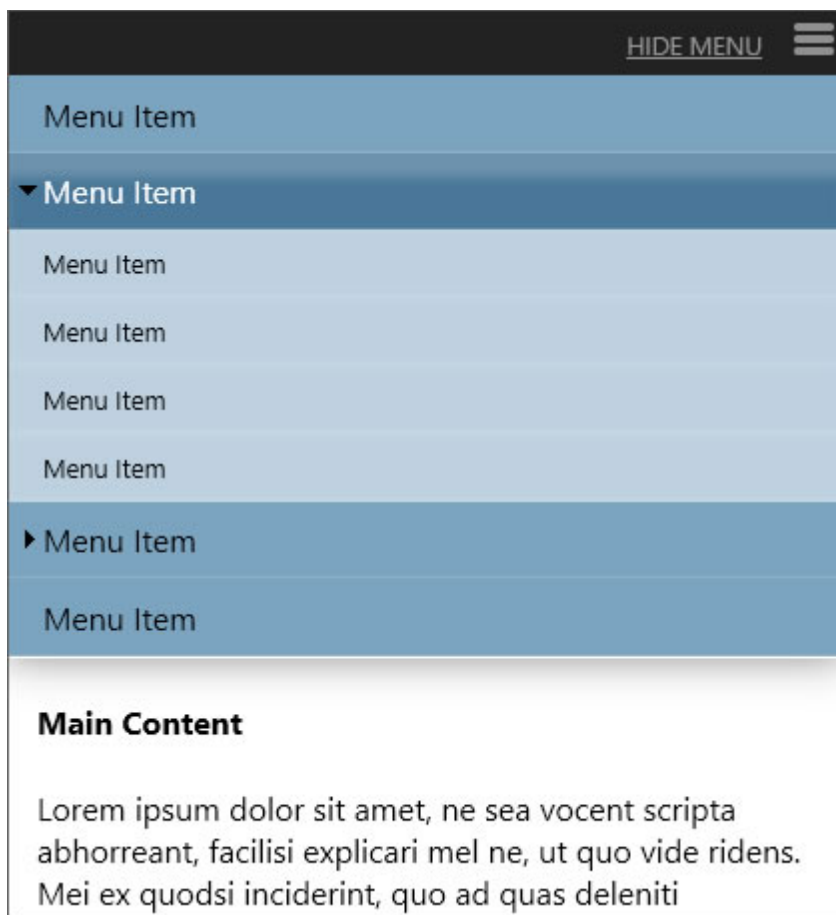 HIDE MENU
Menu Item
Menu Item
Menu Item
Menu Item
Menu Item
Menu Item
Menu Item
Menu Item
Main Content
Lorem ipsum dolor sit amet, ne sea vocent scripta
abhorreant, facilisi explicari mel ne, ut quo vide ridens.
Mei ex quodsi inciderint, quo ad quas deleniti